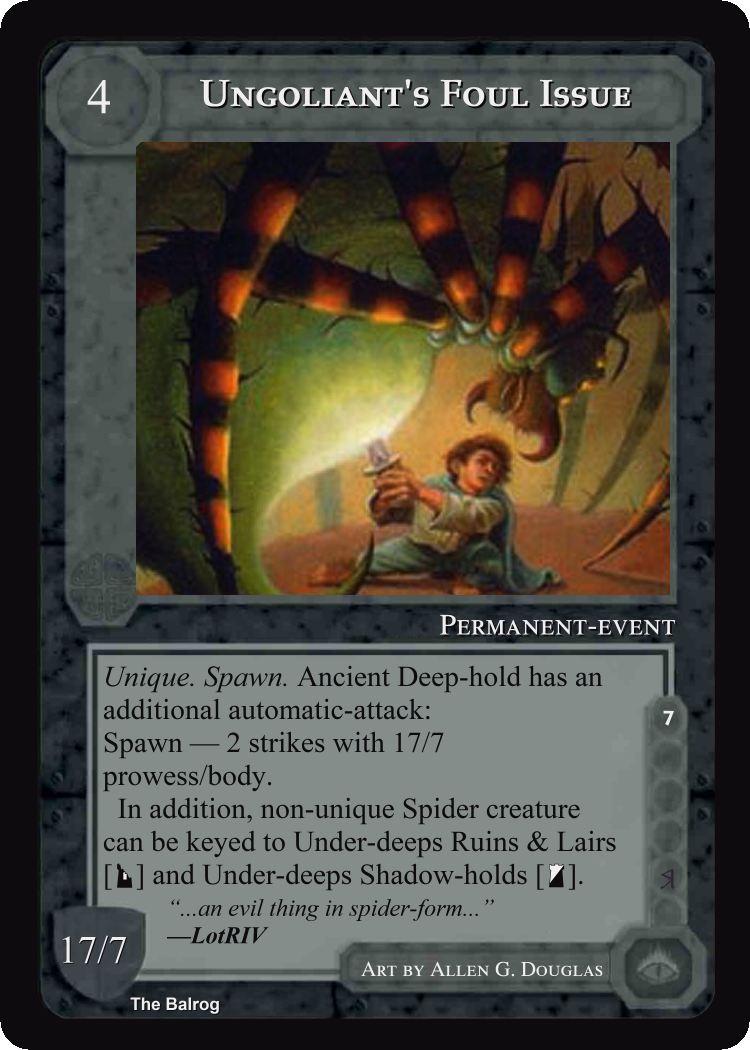 4
Ungoliant's Foul Issue
Permanent-event
Unique. Spawn. Ancient Deep-hold has an
additional automatic-attack:
Spawn — 2 strikes with 17/7
prowess/body.
In addition, non-unique Spider creature
can be keyed to Under-deeps Ruins & Lairs
[ ] and Under-deeps Shadow-holds [ ].
“...an evil thing in spider-form...”
—LotRIV
7
17/7
Art by Allen G. Douglas
The Balrog